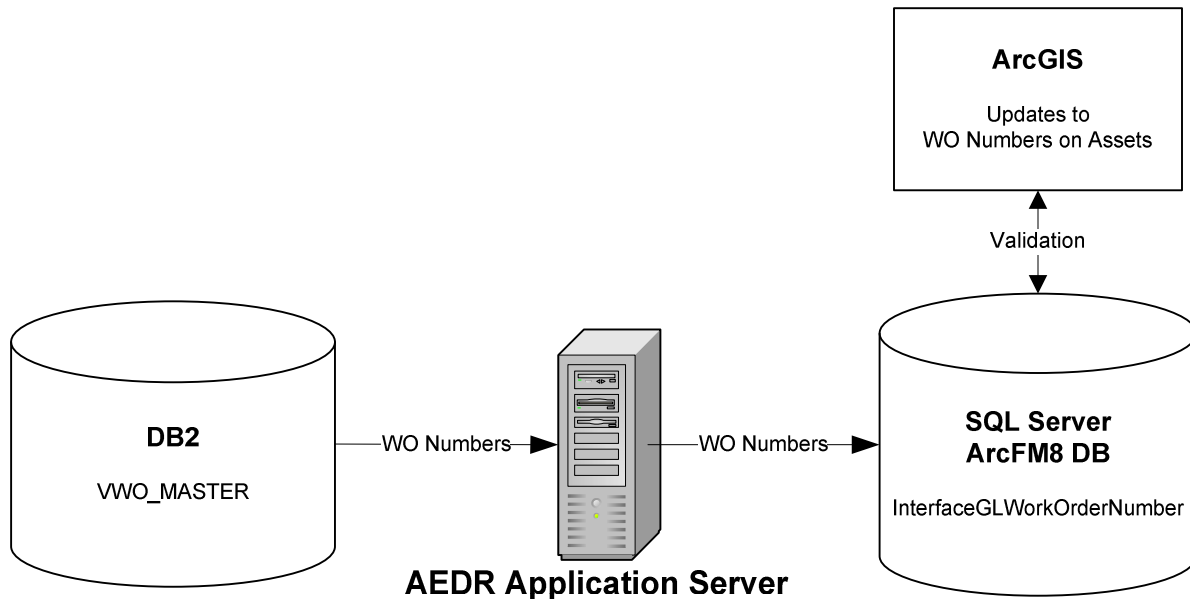 ArcGIS
Updates to
WO Numbers on Assets
Validation
DB2
VWO_MASTER
WO Numbers
WO Numbers
SQL Server
ArcFM8 DB
InterfaceGLWorkOrderNumber
AEDR Application Server